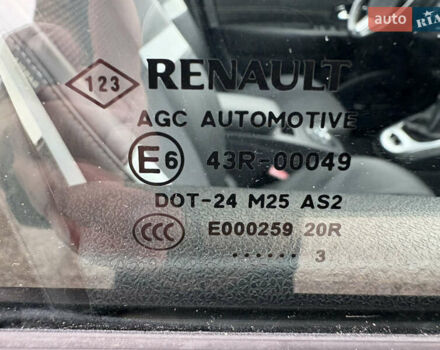 auto RIA
123 RENAULT
AGC AUTOMOTIVE
E6 43R-00049
DOT-24 M25 AS2
CCC E000259 20R
...... 3